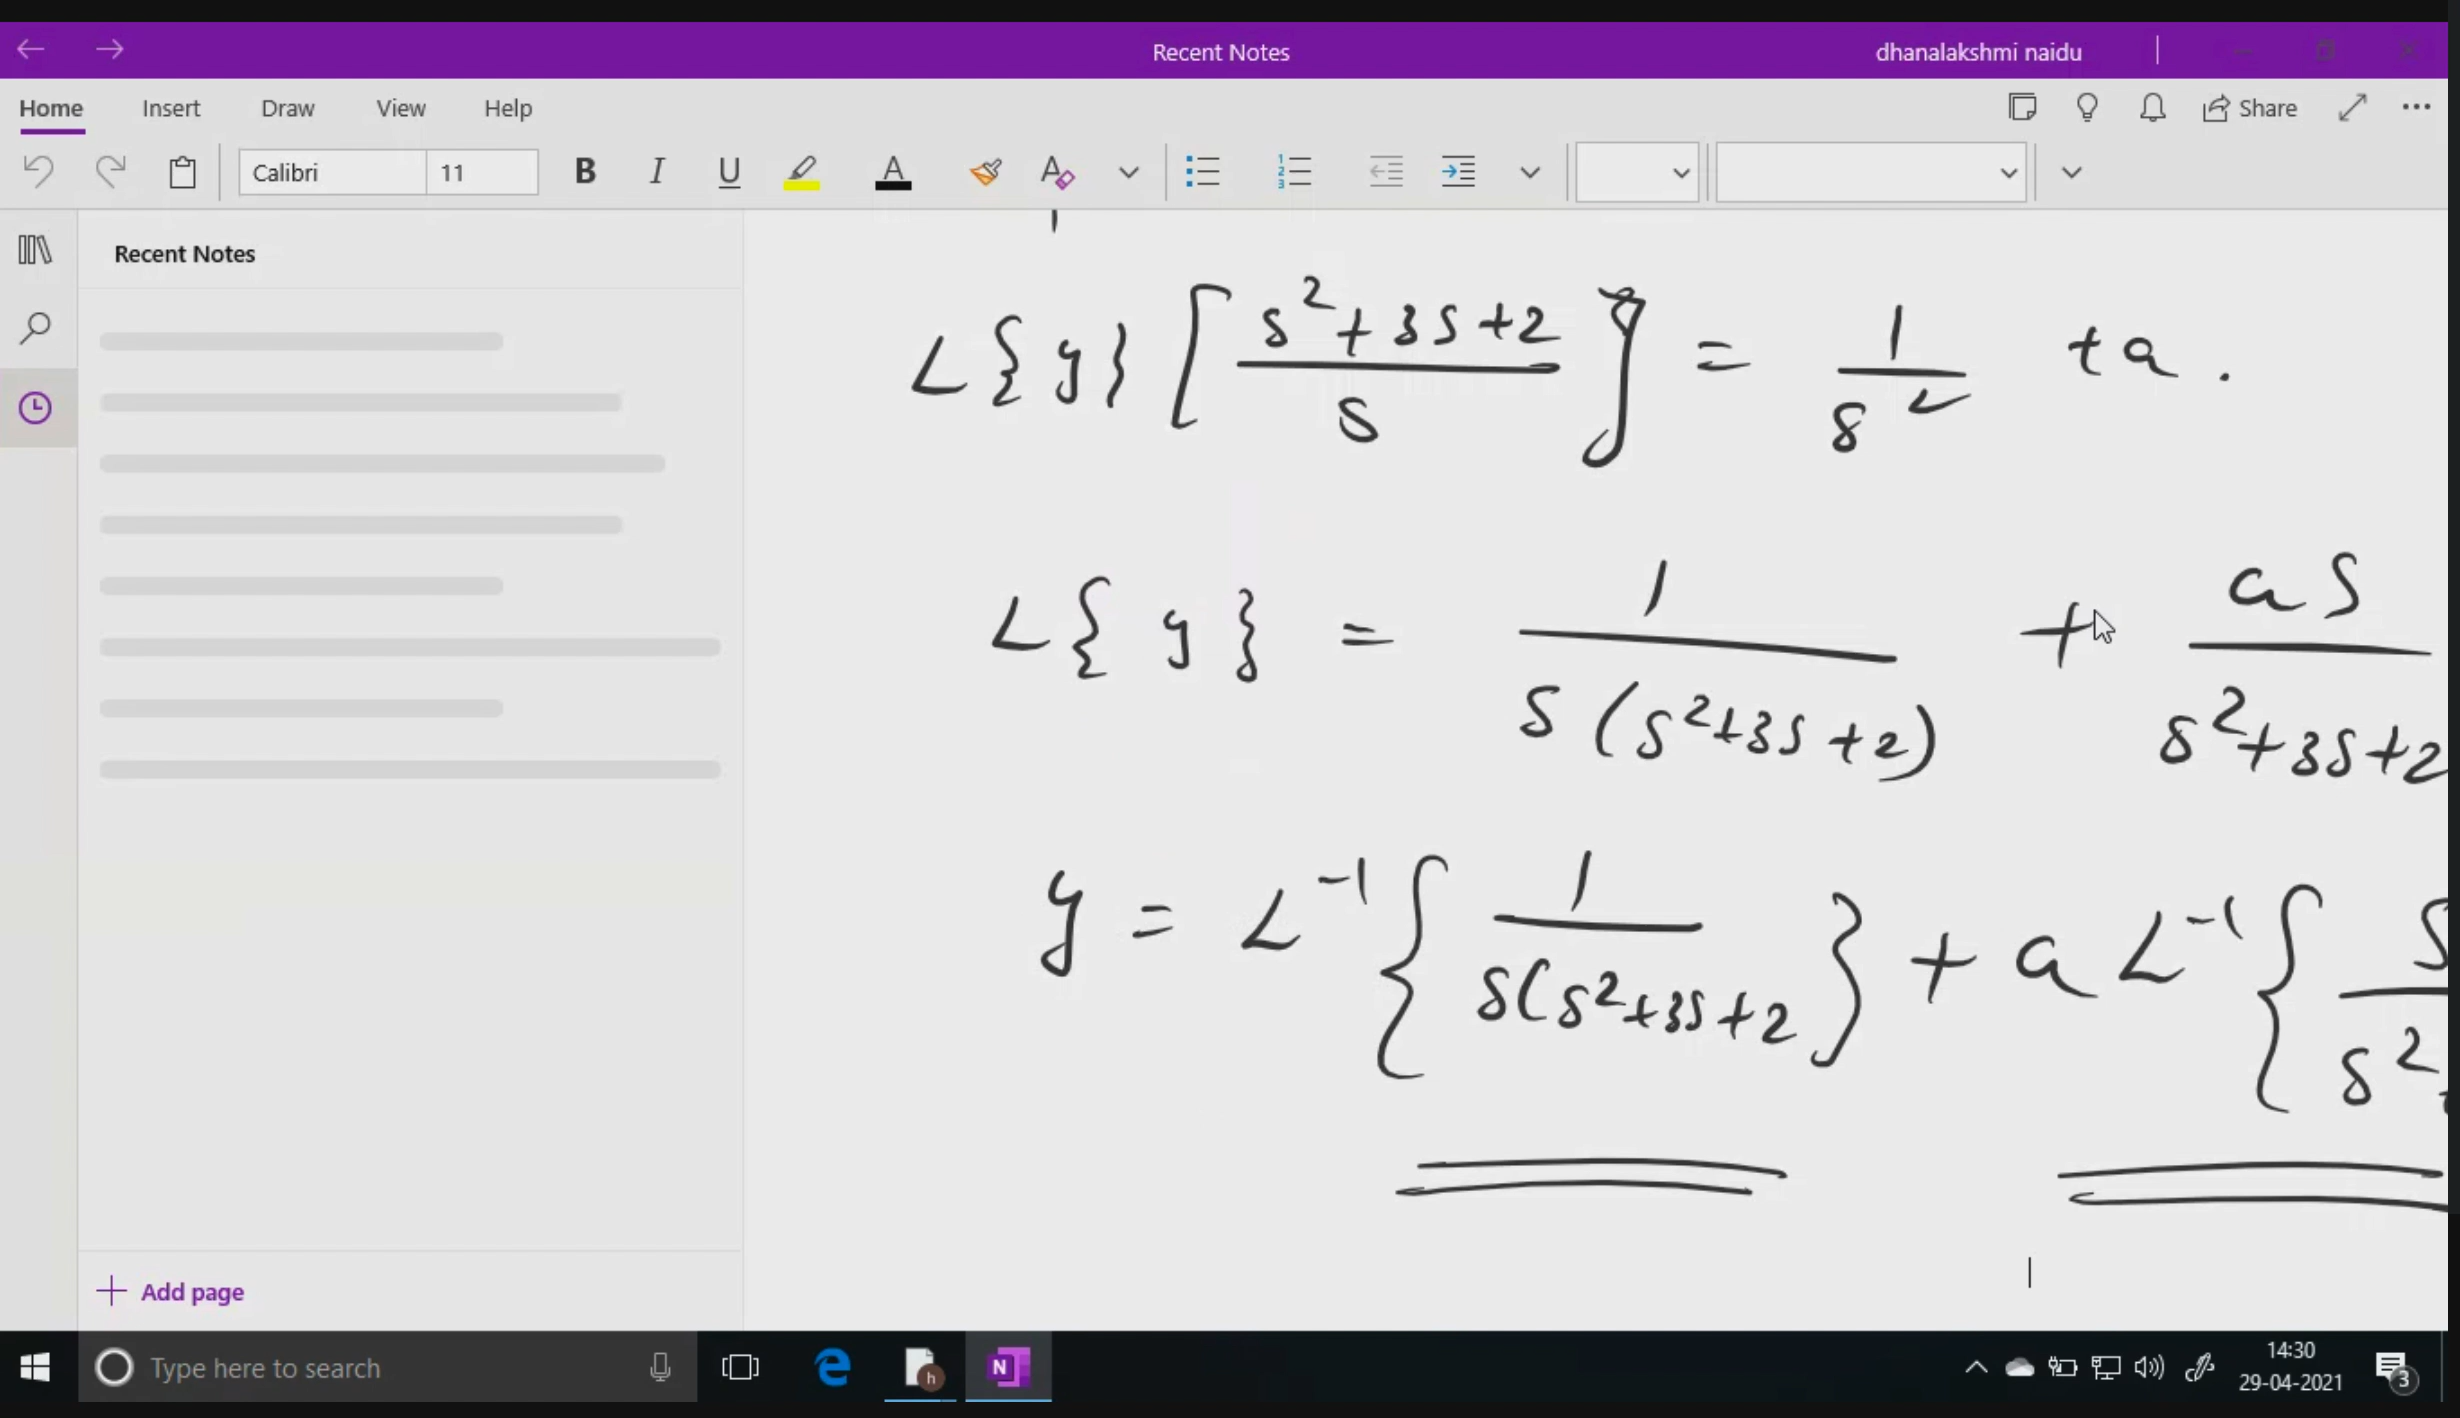 Recent Notes
dhanalakshmi naidu
Home Insert Draw View Help
Share
Calibri 11 B I U A A
Recent Notes
L{y} [s²+3s+2 / s] = 1/s² + a.
L{y} = 1 / s(s²+3s+2) + as / s²+3s+2
y = L⁻¹{1 / s(s²+3s+2} + a L⁻¹{s / s²
Add page
Type here to search
14:30
29-04-2021
3